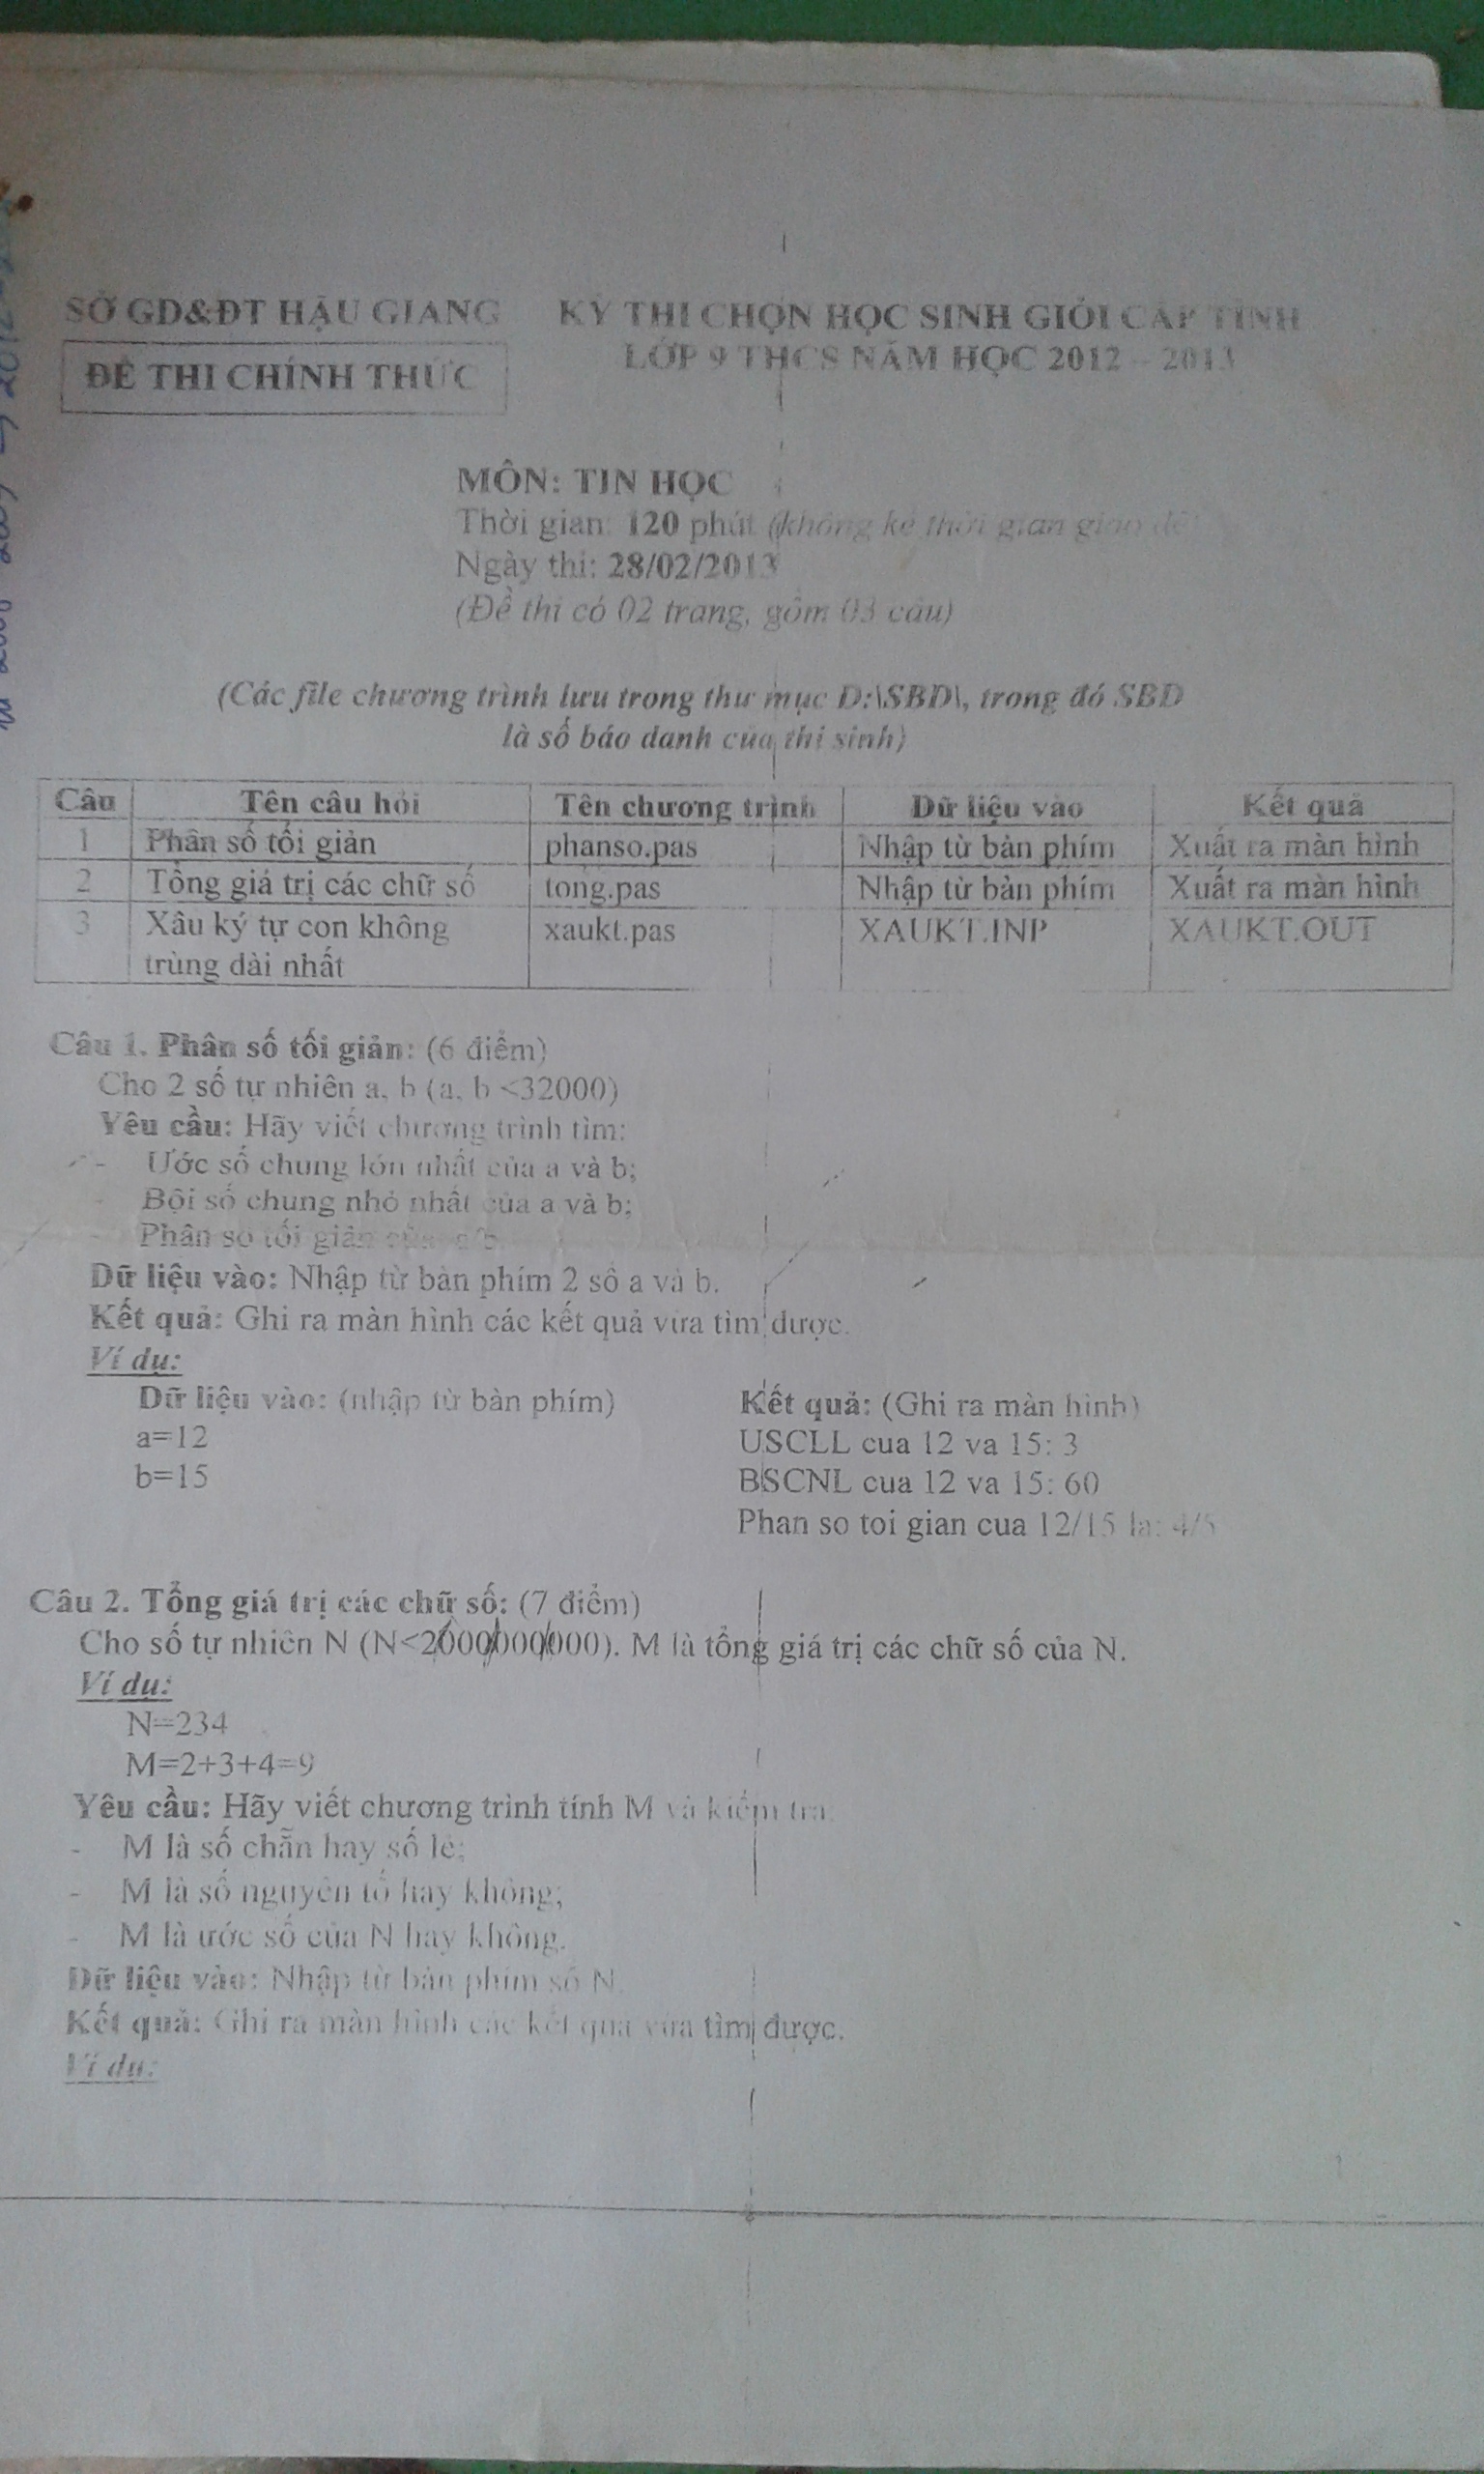 SỞ GD&ĐT HẬU GIANG
KỲ THI CHỌN HỌC SINH GIỎI CẤP TỈNH
ĐỀ THI CHÍNH THỨC
LỚP 9 THCS NĂM HỌC 2012 – 2013
MÔN: TIN HỌC
Thời gian: 120 phút (không kể thời gian giao đề)
Ngày thi: 28/02/2013
(Đề thi có 02 trang, gồm 03 câu)
(Các file chương trình lưu trong thư mục D:\SBD\, trong đó SBD
là số báo danh của thí sinh)
Câu Tên câu hỏi Tên chương trình Dữ liệu vào Kết quả
1 Phân số tối giản phanso.pas Nhập từ bàn phím Xuất ra màn hình
2 Tổng giá trị các chữ số tong.pas Nhập từ bàn phím Xuất ra màn hình
3 Xâu ký tự con không xaukt.pas XAUKT.INP XAUKT.OUT
trùng dài nhất
Câu 1. Phân số tối giản: (6 điểm)
Cho 2 số tự nhiên a, b (a, b <32000)
Yêu cầu: Hãy viết chương trình tìm:
- Ước số chung lớn nhất của a và b;
- Bội số chung nhỏ nhất của a và b;
- Phân số tối giản của a/b.
Dữ liệu vào: Nhập từ bàn phím 2 số a và b.
Kết quả: Ghi ra màn hình các kết quả vừa tìm được.
Ví dụ:
Dữ liệu vào: (nhập từ bàn phím)
Kết quả: (Ghi ra màn hình)
a=12
USCLL cua 12 va 15: 3
b=15
BSCNL cua 12 va 15: 60
Phan so toi gian cua 12/15 la: 4/5
Câu 2. Tổng giá trị các chữ số: (7 điểm)
Cho số tự nhiên N (N<2000000000). M là tổng giá trị các chữ số của N.
Ví dụ:
N=234
M=2+3+4=9
Yêu cầu: Hãy viết chương trình tính M và kiểm tra:
- M là số chẵn hay số lẻ;
- M là số nguyên tố hay không;
- M là ước số của N hay không.
Dữ liệu vào: Nhập từ bàn phím số N.
Kết quả: Ghi ra màn hình các kết quả vừa tìm được.
Ví dụ:
1